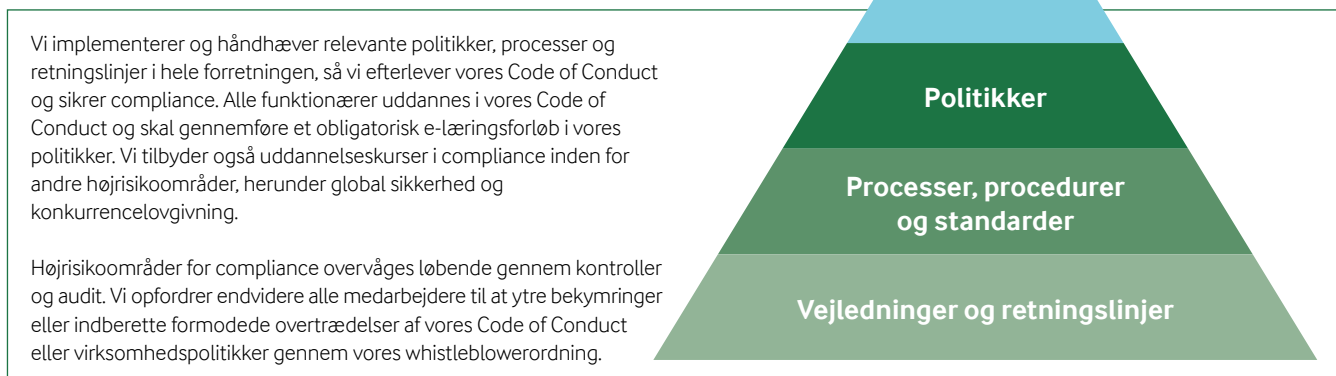 Vi implementerer og håndhæver relevante politikker, processer og
retningslinjer i hele forretningen, så vi efterlever vores Code of Conduct
og sikrer compliance. Alle funktionærer uddannes i vores Code of
Conduct og skal gennemføre et obligatorisk e-læringsforløb i vores
politikker. Vi tilbyder også uddannelseskurser i compliance inden for
andre højrisikoområder, herunder global sikkerhed og
konkurrencelovgivning.
Højrisikoområder for compliance overvåges løbende gennem kontroller
og audit. Vi opfordrer endvidere alle medarbejdere til at ytre bekymringer
eller indberette formodede overtrædelser af vores Code of Conduct
eller virksomhedspolitikker gennem vores whistleblowerordning.
Politikker
Processer, procedurer
og standarder
Vejledninger og retningslinjer